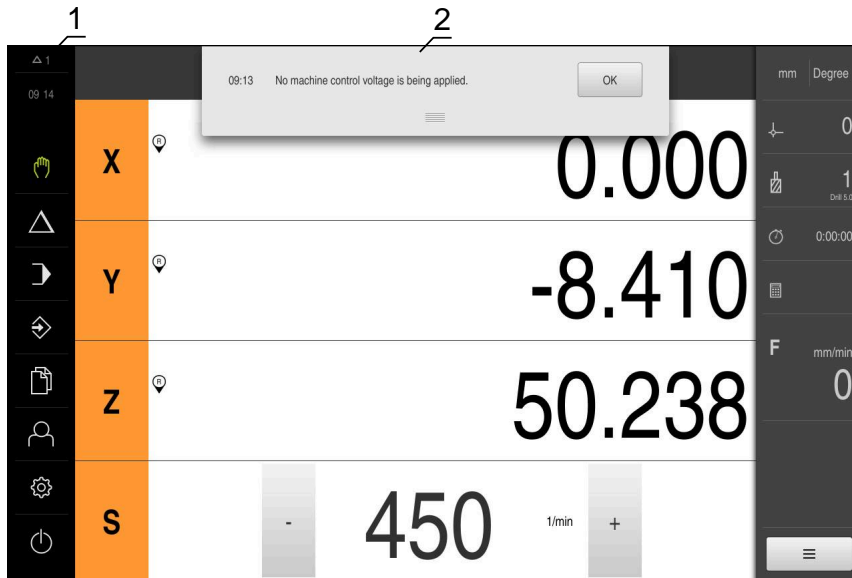 1
2
1
09 14
09:13 No machine control voltage is being applied. OK
mm Degree
X R 0.000
0
1
Drill 5.0
Y R -8.410
0:00:00
Z R 50.238
F mm/min
0
S - 450 1/min +